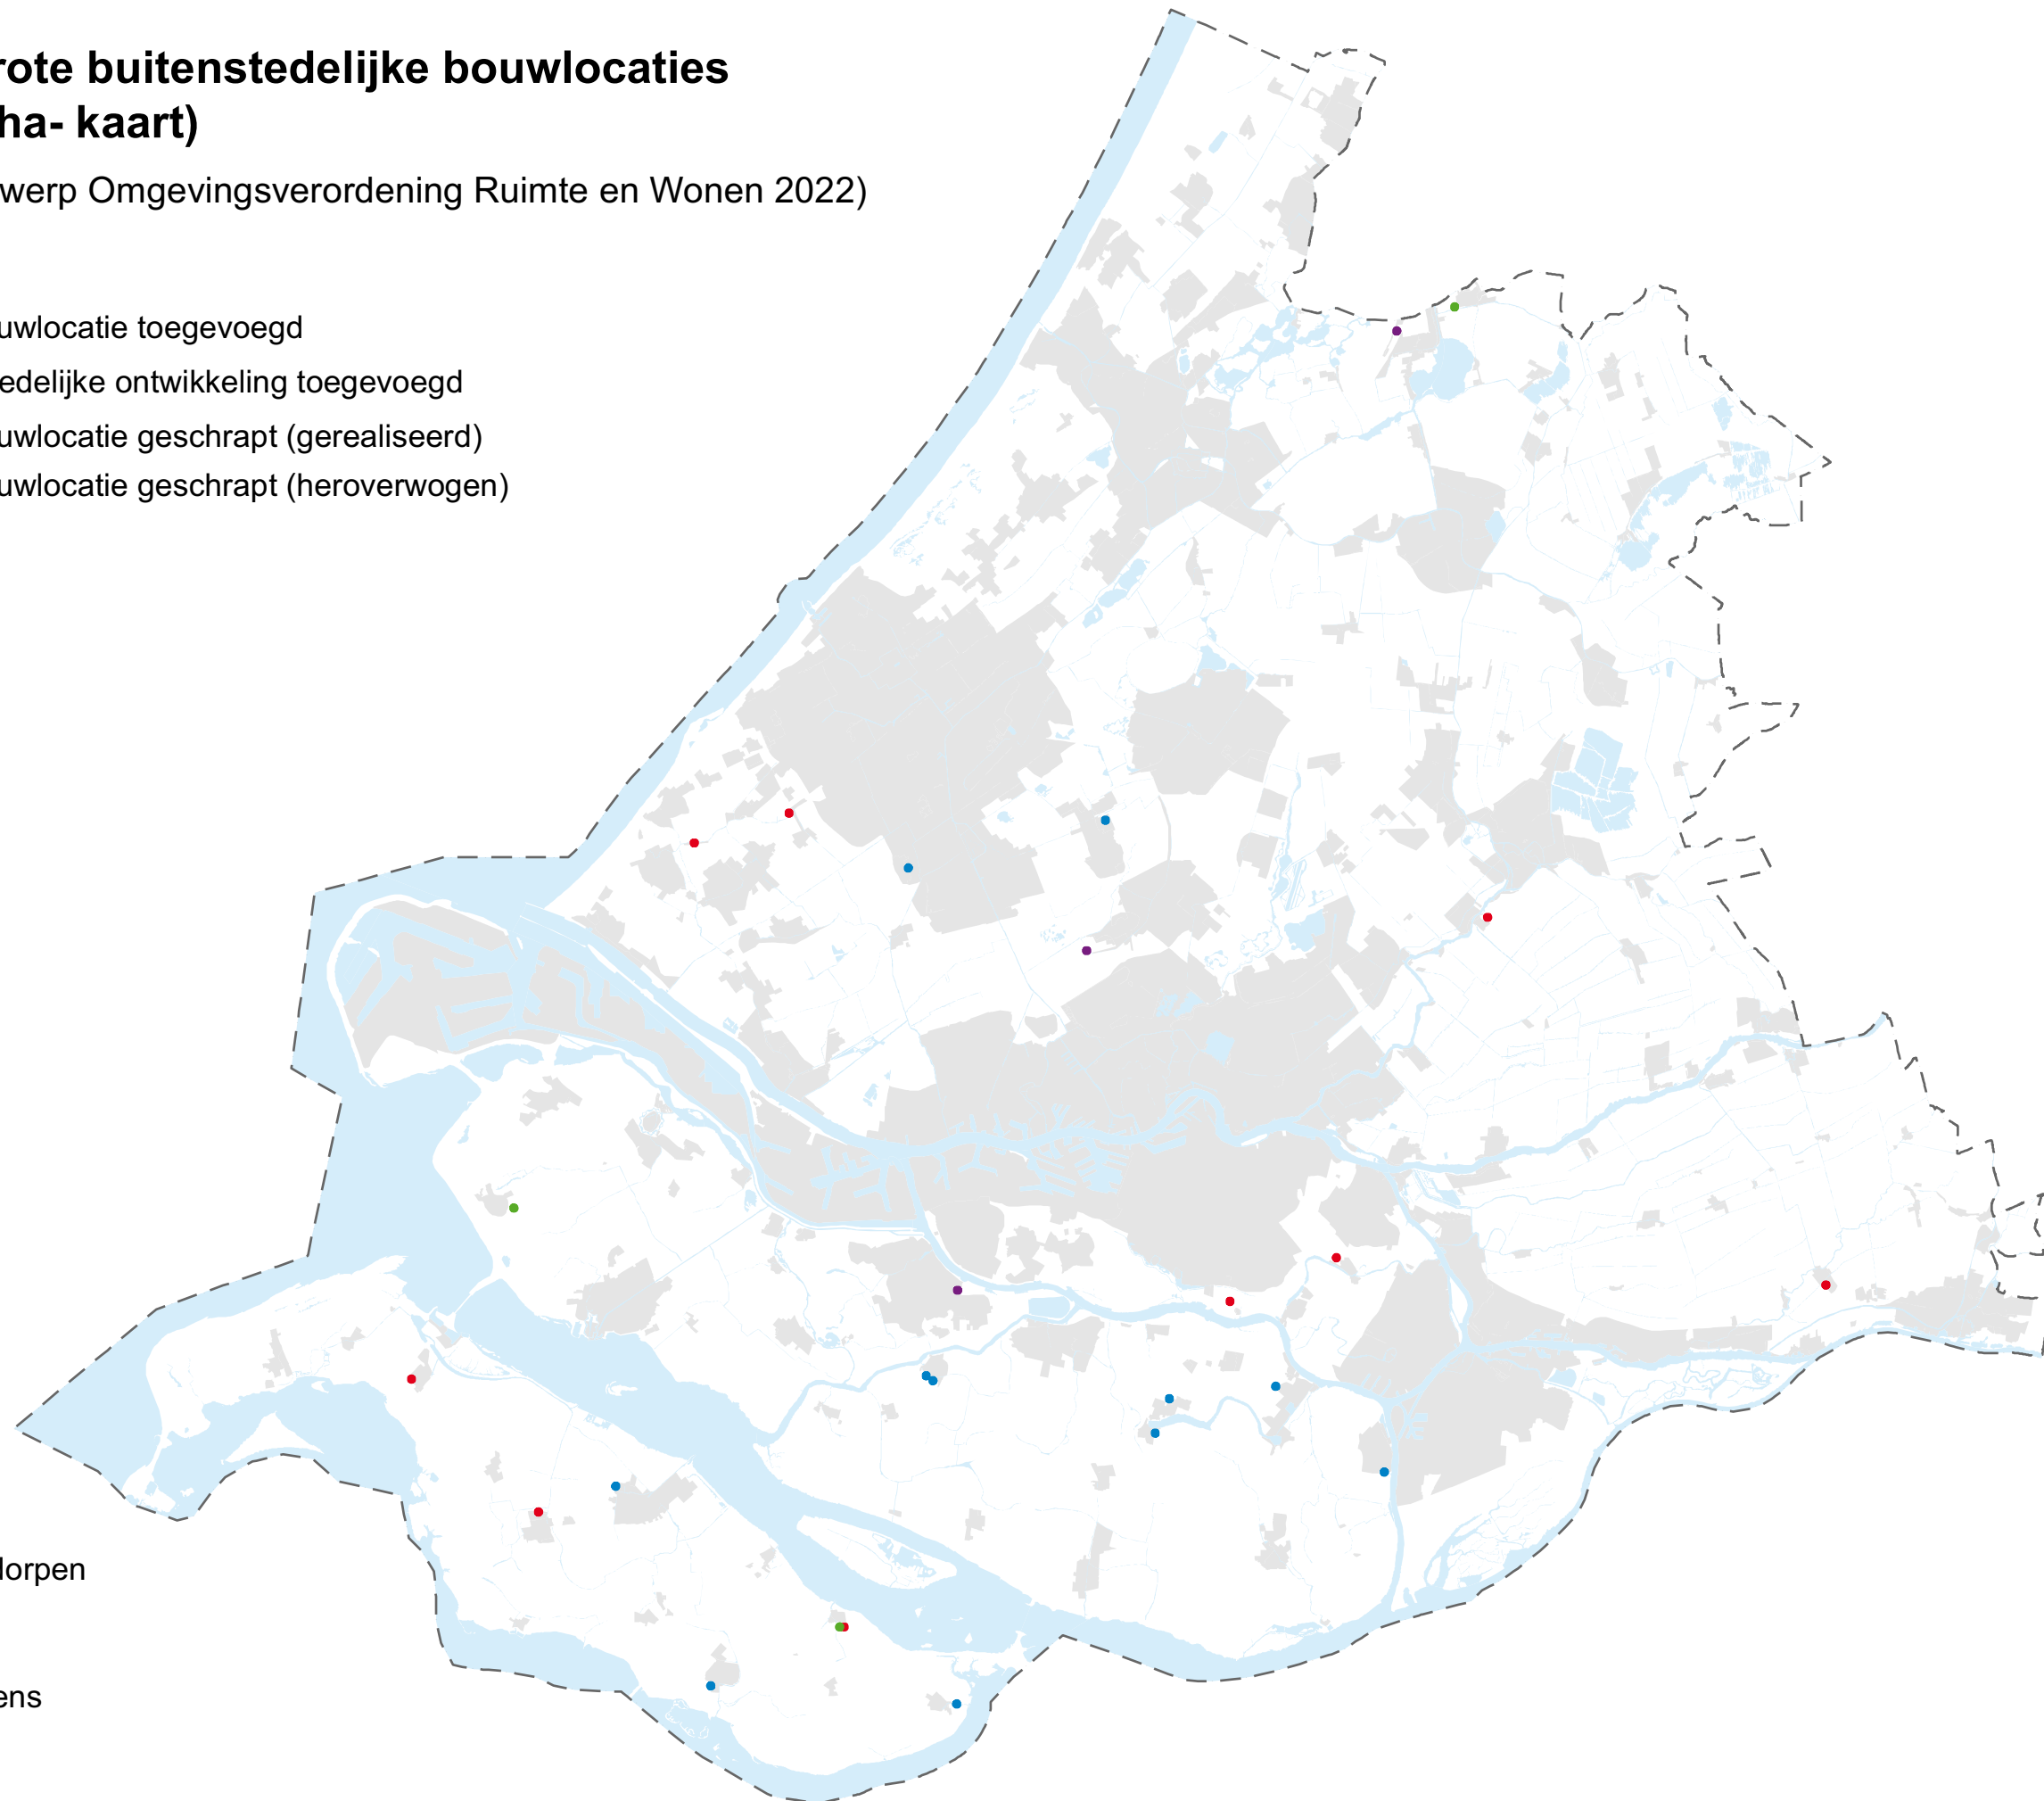 rote buitenstedelijke bouwlocaties
ha- kaart)
werp Omgevingsverordening Ruimte en Wonen 2022)
uwlocatie toegevoegd
edelijke ontwikkeling toegevoegd
uwlocatie geschrapt (gerealiseerd)
uwlocatie geschrapt (heroverwogen)
lorpen
ens